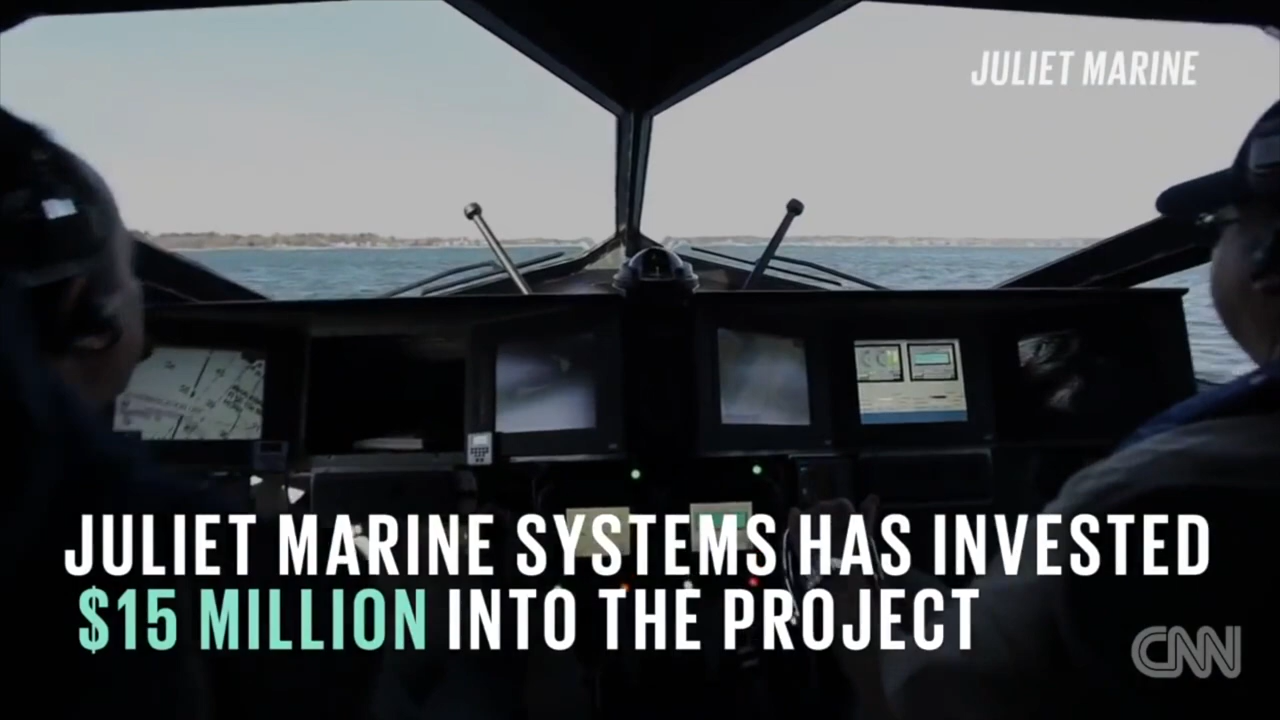 JULIET MARINE
JULIET MARINE SYSTEMS HAS INVESTED
$15 MILLION INTO THE PROJECT
CNN